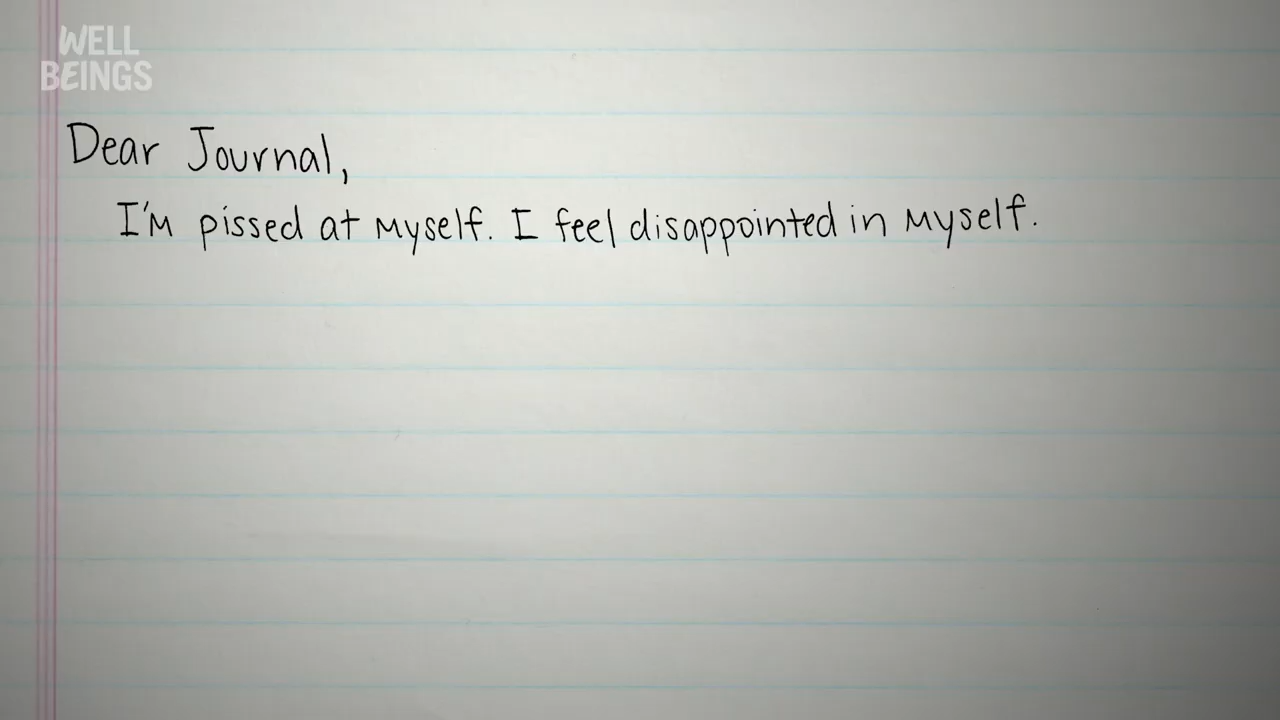 WELL
BEINGS
Dear Journal,
I'm pissed at myself. I feel disappointed in myself.